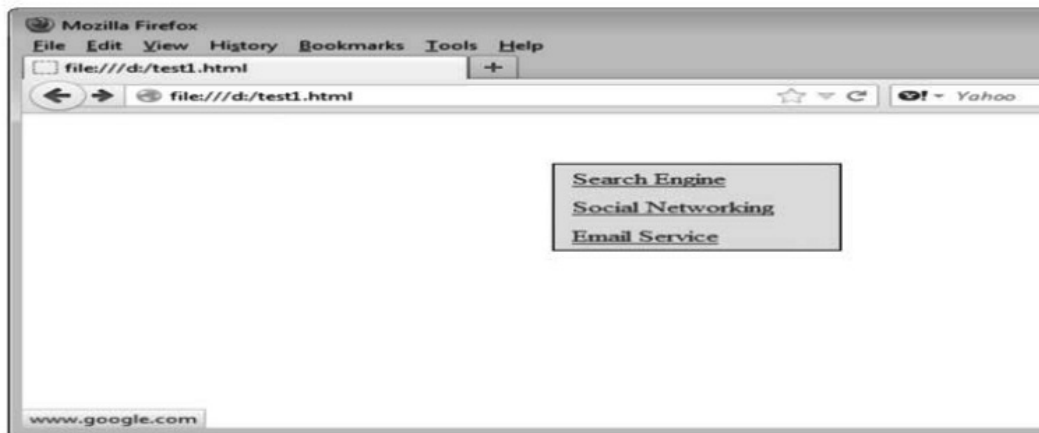 Mozilla Firefox
File Edit View History Bookmarks Tools Help
file:///d:/test1.html +
file:///d:/test1.html Yahoo
Search Engine
Social Networking
Email Service
www.google.com